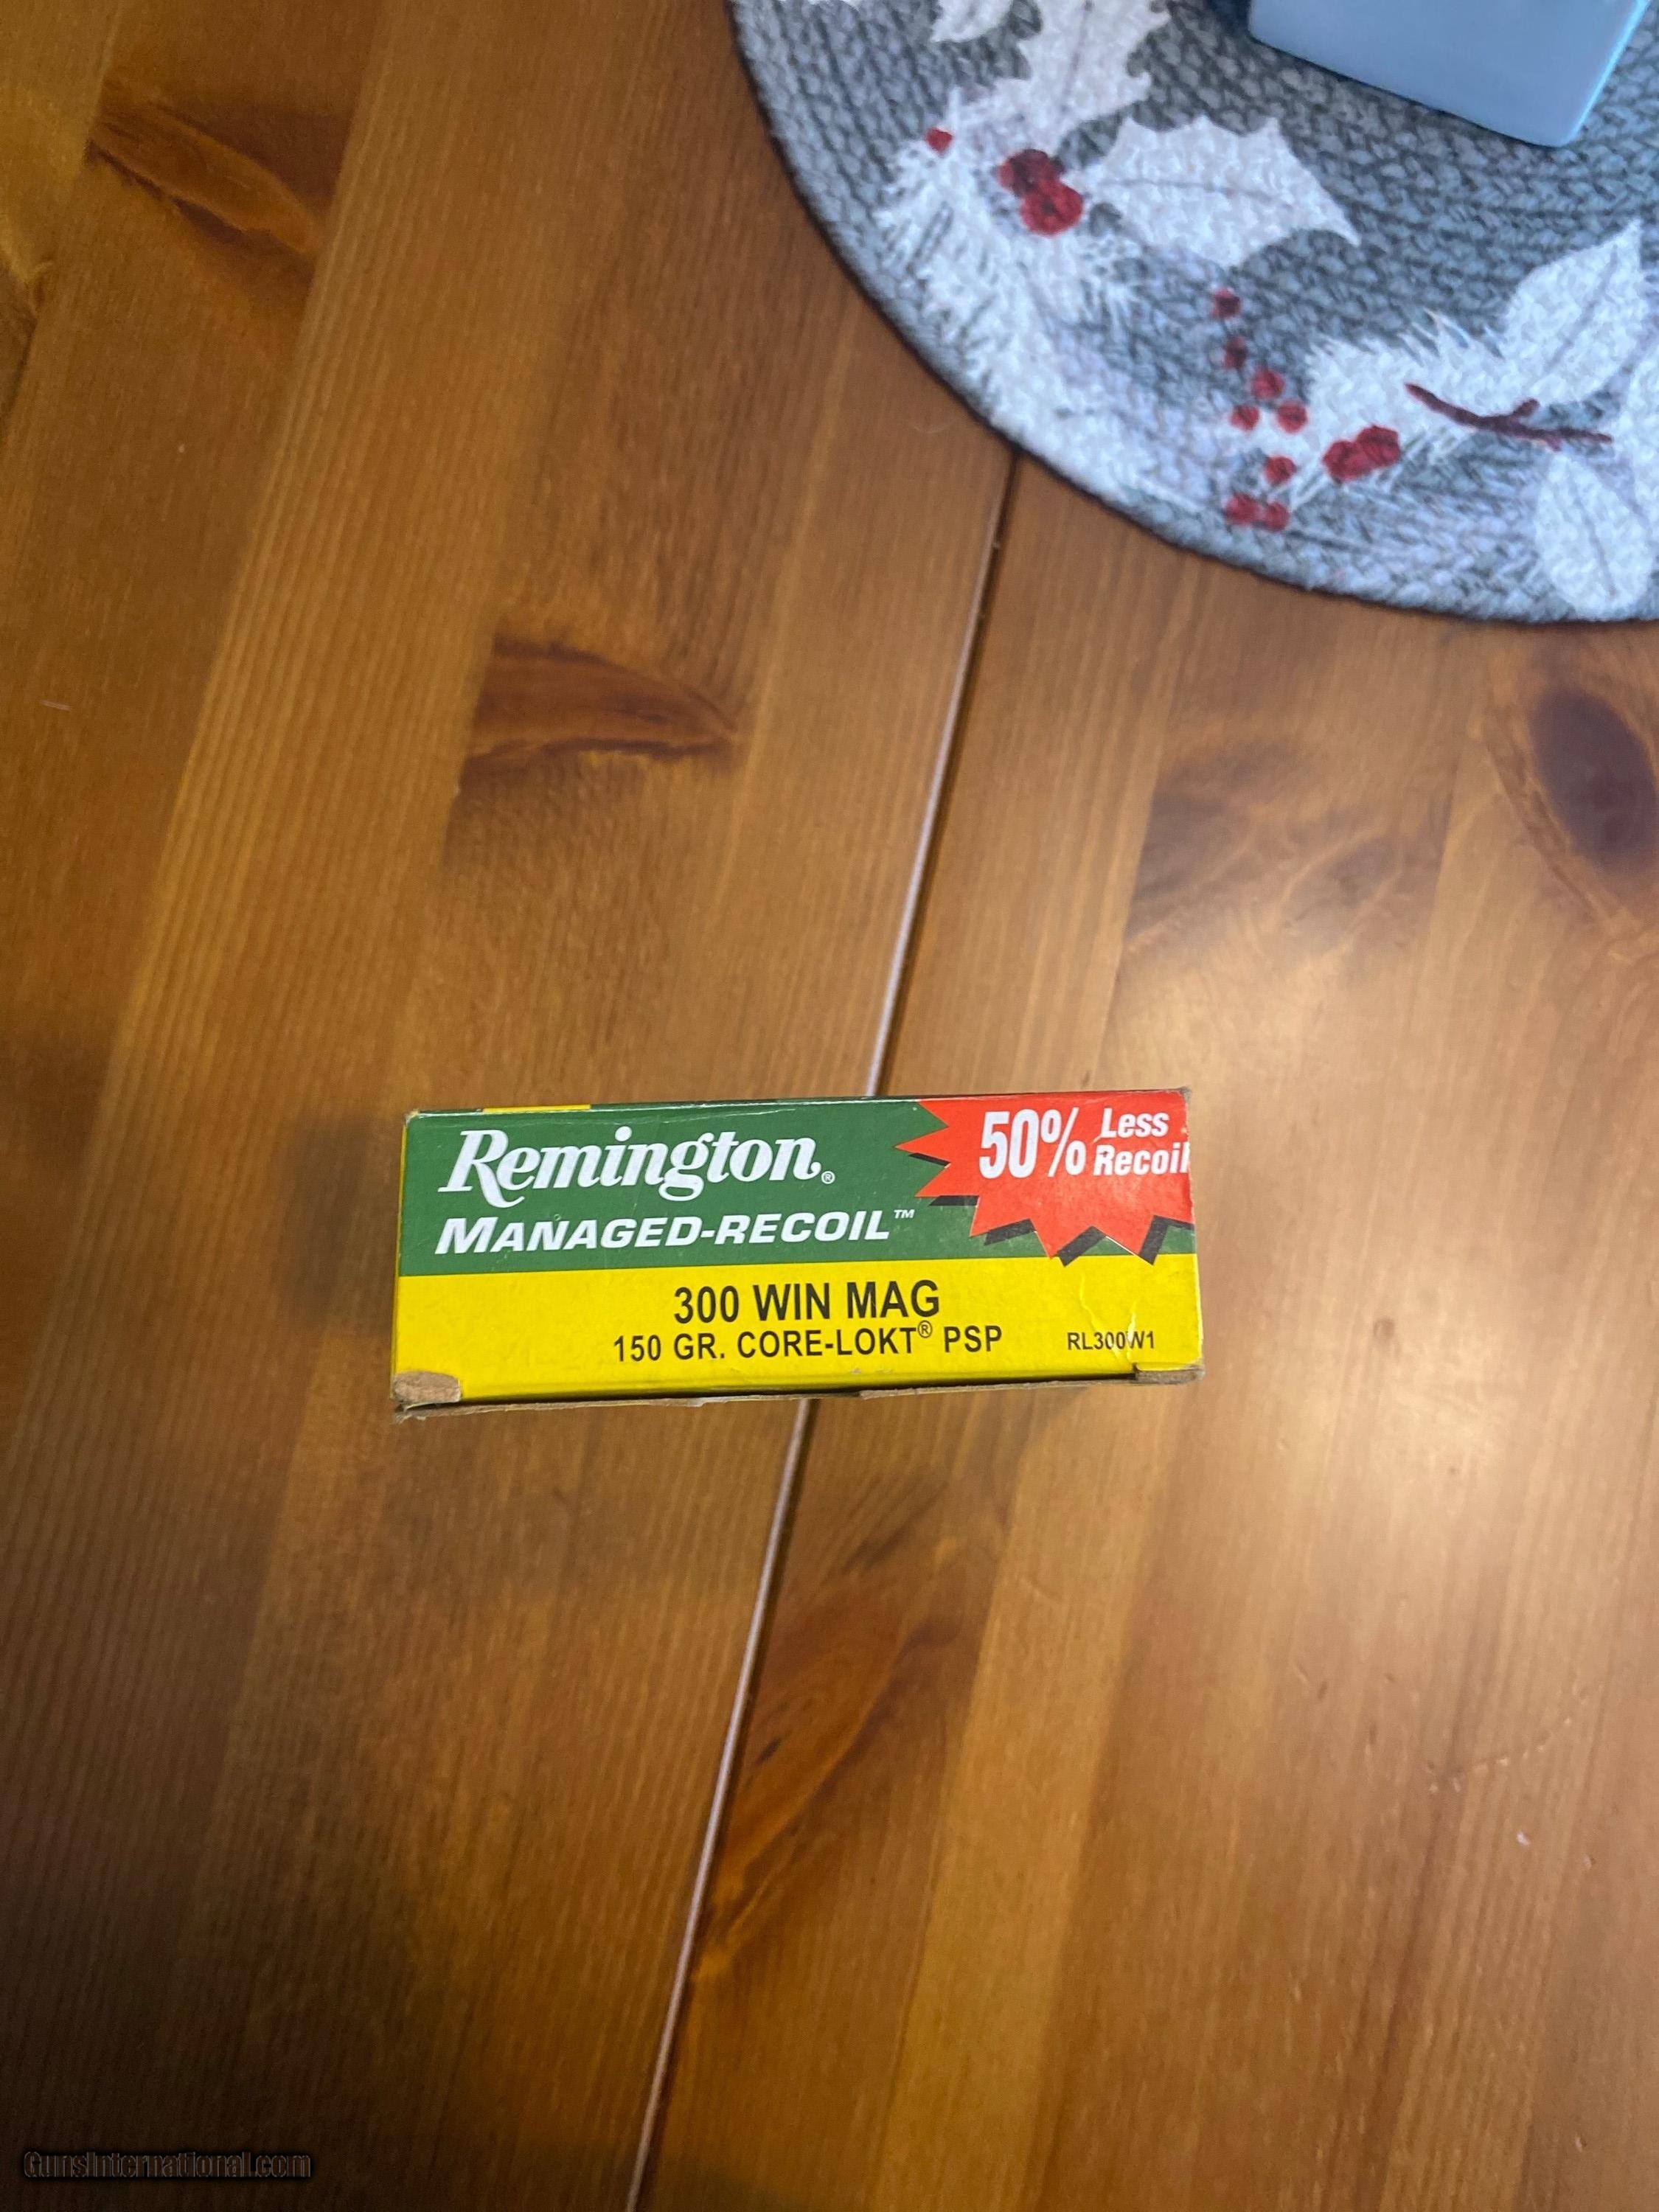 Remington®
MANAGED-RECOIL™
50% Less
Recoil
300 WIN MAG
150 GR. CORE-LOKT® PSP
RL300W1
GunsInternational.com